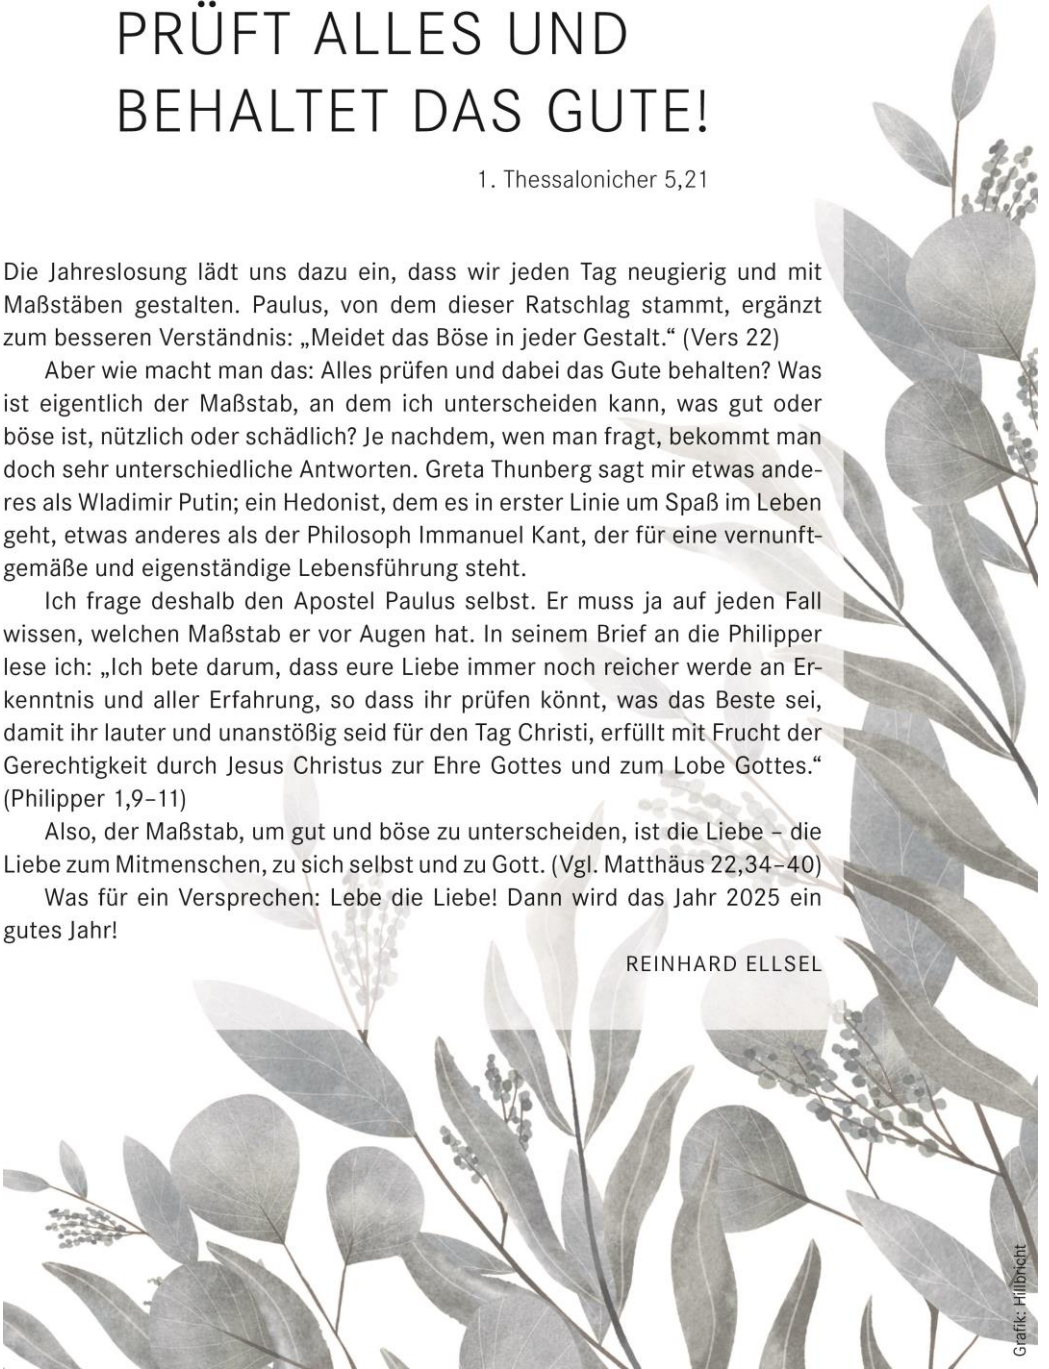 PRÜFT ALLES UND
BEHALTET DAS GUTE!
1. Thessalonicher 5,21
Die Jahreslosung lädt uns dazu ein, dass wir jeden Tag neugierig und mit
Maßstäben gestalten. Paulus, von dem dieser Ratschlag stammt, ergänzt
zum besseren Verständnis: „Meidet das Böse in jeder Gestalt.“ (Vers 22)
Aber wie macht man das: Alles prüfen und dabei das Gute behalten? Was
ist eigentlich der Maßstab, an dem ich unterscheiden kann, was gut oder
böse ist, nützlich oder schädlich? Je nachdem, wen man fragt, bekommt man
doch sehr unterschiedliche Antworten. Greta Thunberg sagt mir etwas ande-
res als Wladimir Putin; ein Hedonist, dem es in erster Linie um Spaß im Leben
geht, etwas anderes als der Philosoph Immanuel Kant, der für eine vernunft-
gemäße und eigenständige Lebensführung steht.
Ich frage deshalb den Apostel Paulus selbst. Er muss ja auf jeden Fall
wissen, welchen Maßstab er vor Augen hat. In seinem Brief an die Philipper
lese ich: „Ich bete darum, dass eure Liebe immer noch reicher werde an Er-
kenntnis und aller Erfahrung, so dass ihr prüfen könnt, was das Beste sei,
damit ihr lauter und unanstößig seid für den Tag Christi, erfüllt mit Frucht der
Gerechtigkeit durch Jesus Christus zur Ehre Gottes und zum Lobe Gottes.“
(Philipper 1,9–11)
Also, der Maßstab, um gut und böse zu unterscheiden, ist die Liebe – die
Liebe zum Mitmenschen, zu sich selbst und zu Gott. (Vgl. Matthäus 22,34–40)
Was für ein Versprechen: Lebe die Liebe! Dann wird das Jahr 2025 ein
gutes Jahr!
REINHARD ELLSEL
Grafik: Hillbricht